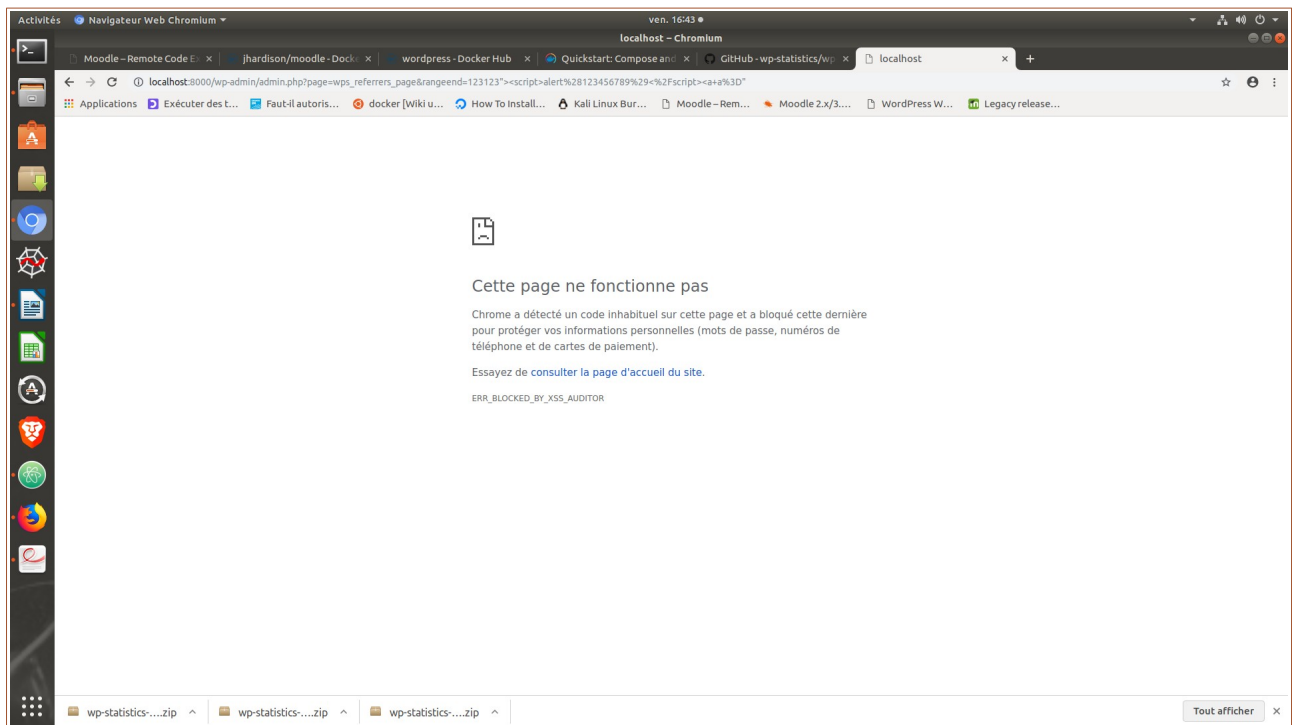 Activités Navigateur Web Chromium ven. 16:43
localhost – Chromium
Moodle – Remote Code E jhardison/moodle - Docke wordpress - Docker Hub Quickstart: Compose and GitHub - wp-statistics/wp localhost
localhost:8000/wp-admin/admin.php?page=wps_referrers_page&rangeend=123123"><script>alert%28123456789%29<%2Fscript><a+a%3D"
Applications Exécuter des t... Faut-il autoris... docker [Wiki u... How To Install... Kali Linux Bur... Moodle – Rem... Moodle 2.x/3.... WordPress W... Legacy release...
Cette page ne fonctionne pas
Chrome a détecté un code inhabituel sur cette page et a bloqué cette dernière
pour protéger vos informations personnelles (mots de passe, numéros de
téléphone et de cartes de paiement).
Essayez de consulter la page d'accueil du site.
ERR_BLOCKED_BY_XSS_AUDITOR
wp-statistics-....zip wp-statistics-....zip wp-statistics-....zip Tout afficher